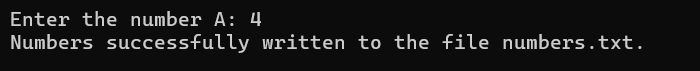 Enter the number A: 4
Numbers successfully written to the file numbers.txt.